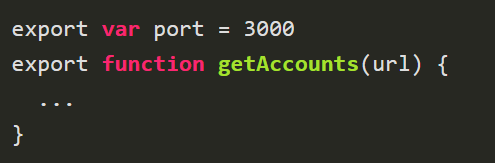 export var port = 3000
export function getAccounts(url) {
  ...
}